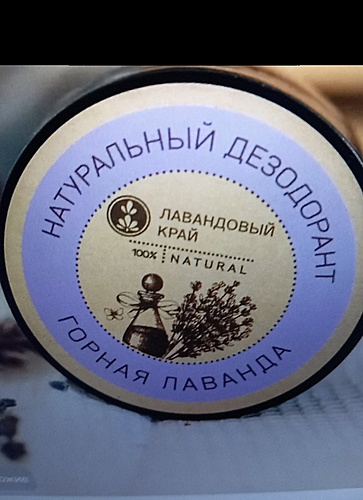 НАТУРАЛЬНЫЙ ДЕЗОДОРАНТ
ЛАВАНДОВЫЙ
КРАЙ
100% NATURAL
ГОРНАЯ ЛАВАНДА